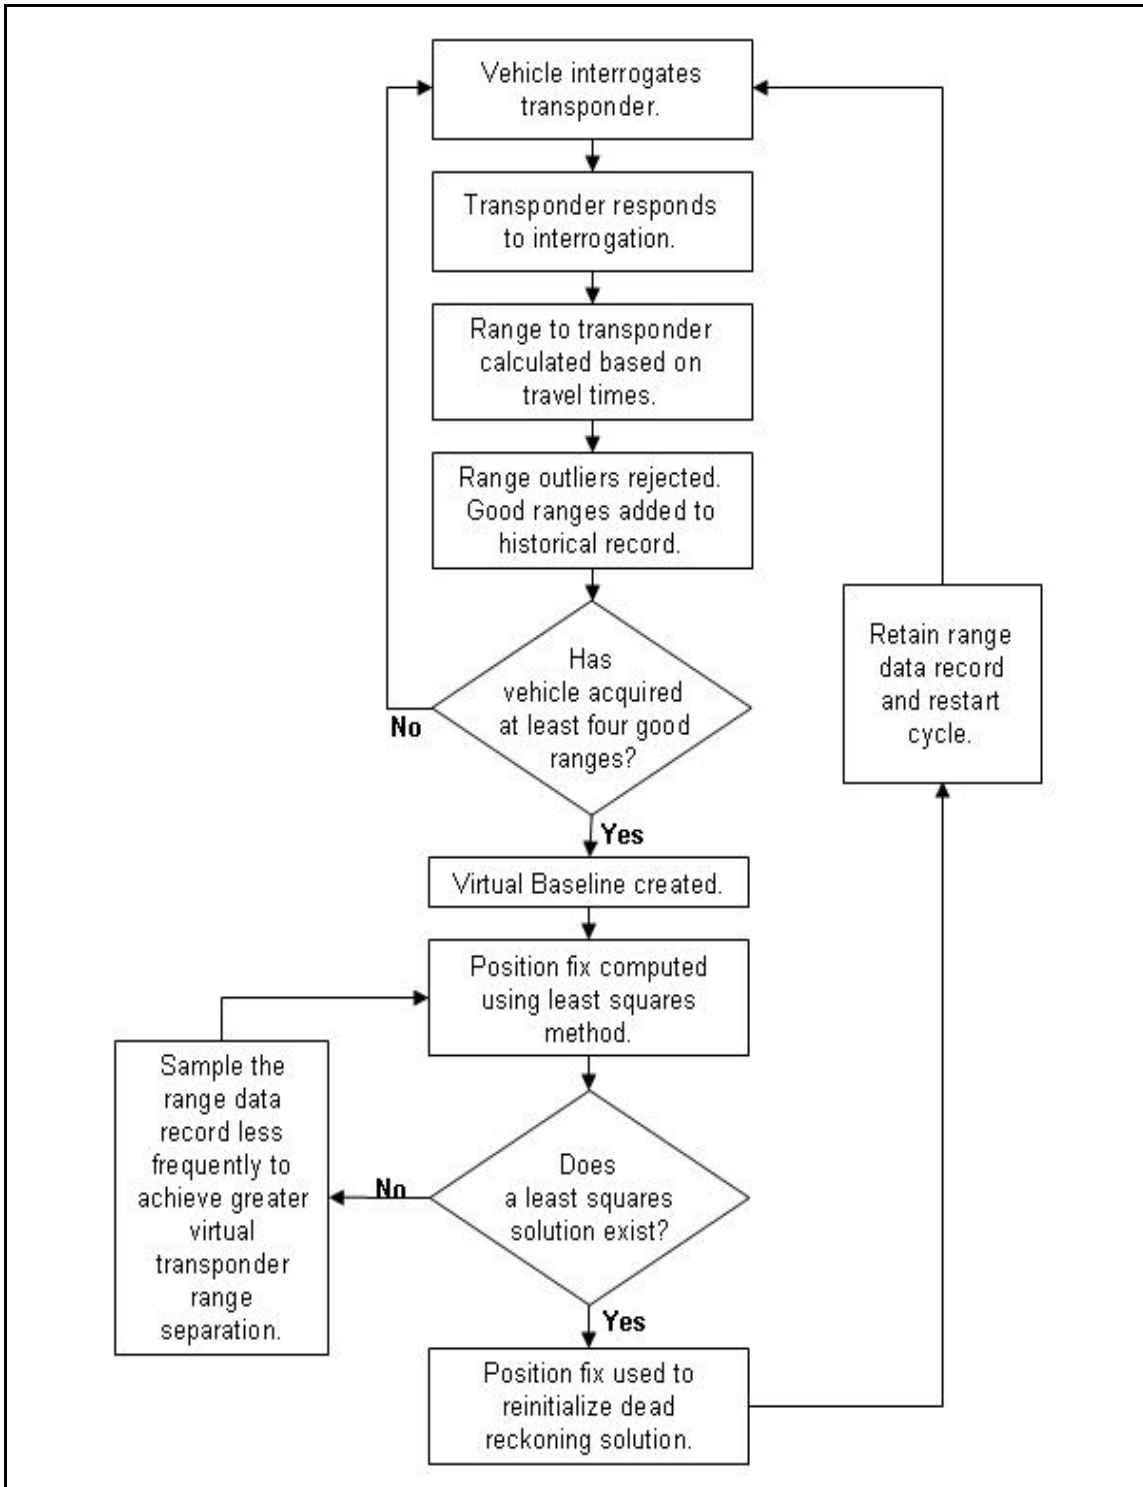 Vehicle interrogates
transponder.
Transponder responds
to interrogation.
Range to transponder
calculated based on
travel times.
Range outliers rejected.
Good ranges added to
historical record.
Has
vehicle acquired
at least four good
ranges?
No
Yes
Retain range
data record
and restart
cycle.
Virtual Baseline created.
Position fix computed
using least squares
method.
Sample the
range data
record less
frequently to
achieve greater
virtual
transponder
range
separation.
No
Does
a least squares
solution exist?
Yes
Position fix used to
reinitialize dead
reckoning solution.